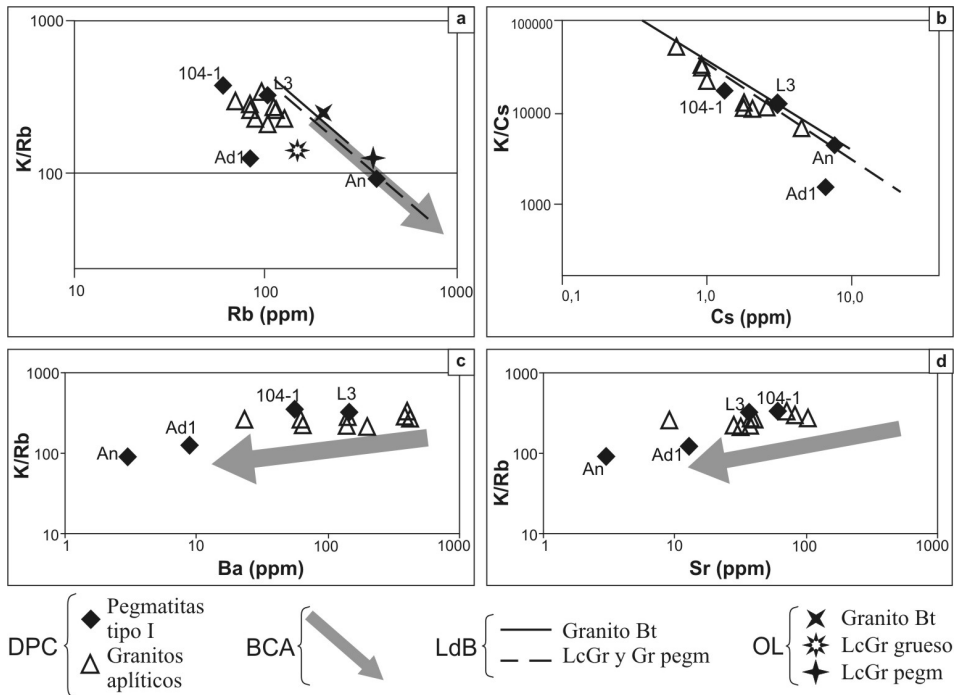 a
1000
100
K/Rb
104-1
L3
Ad1
An
10
100
1000
Rb (ppm)
b
100000
10000
1000
K/Cs
L3
104-1
An
Ad1
0,1
1,0
10,0
Cs (ppm)
c
1000
100
10
K/Rb
104-1
L3
Ad1
An
1
10
100
1000
Ba (ppm)
d
1000
100
10
K/Rb
L3
104-1
An
Ad1
1
10
100
1000
Sr (ppm)
DPC
Pegmatitas
tipo I
Granitos
aplíticos
BCA
LdB
Granito Bt
LcGr y Gr pegm
OL
Granito Bt
LcGr grueso
LcGr pegm